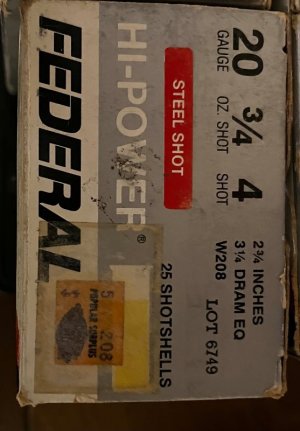 20 3/4 4
GAUGE OZ. SHOT SHOT
2 3/4 INCHES
3 1/4 DRAM EQ
W208 LOT 6749
STEEL SHOT
HI-POWER®
25 SHOTSHELLS
FEDERAL
208